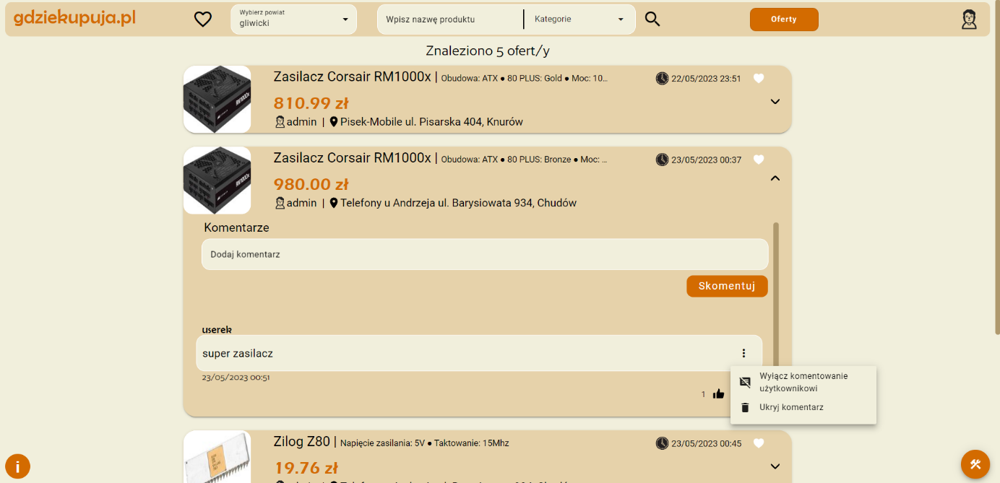 gdziekupuja.pl
Wybierz powiat
gliwicki
Wpisz nazwę produktu
Kategorie
Oferty
Znaleziono 5 ofert/y
Zasilacz Corsair RM1000x | Obudowa: ATX ● 80 PLUS: Gold ● Moc: 10...
22/05/2023 23:51
810.99 zł
admin | Pisek-Mobile ul. Pisarska 404, Knurów
Zasilacz Corsair RM1000x | Obudowa: ATX ● 80 PLUS: Bronze ● Moc: ...
23/05/2023 00:37
980.00 zł
admin | Telefony u Andrzeja ul. Barysiowata 934, Chudów
Komentarze
Dodaj komentarz
Skomentuj
userek
super zasilacz
23/05/2023 00:51
1
Wyłącz komentowanie
użytkownikowi
Ukryj komentarz
Zilog Z80 | Napięcie zasilania: 5V ● Taktowanie: 15Mhz
23/05/2023 00:45
19.76 zł